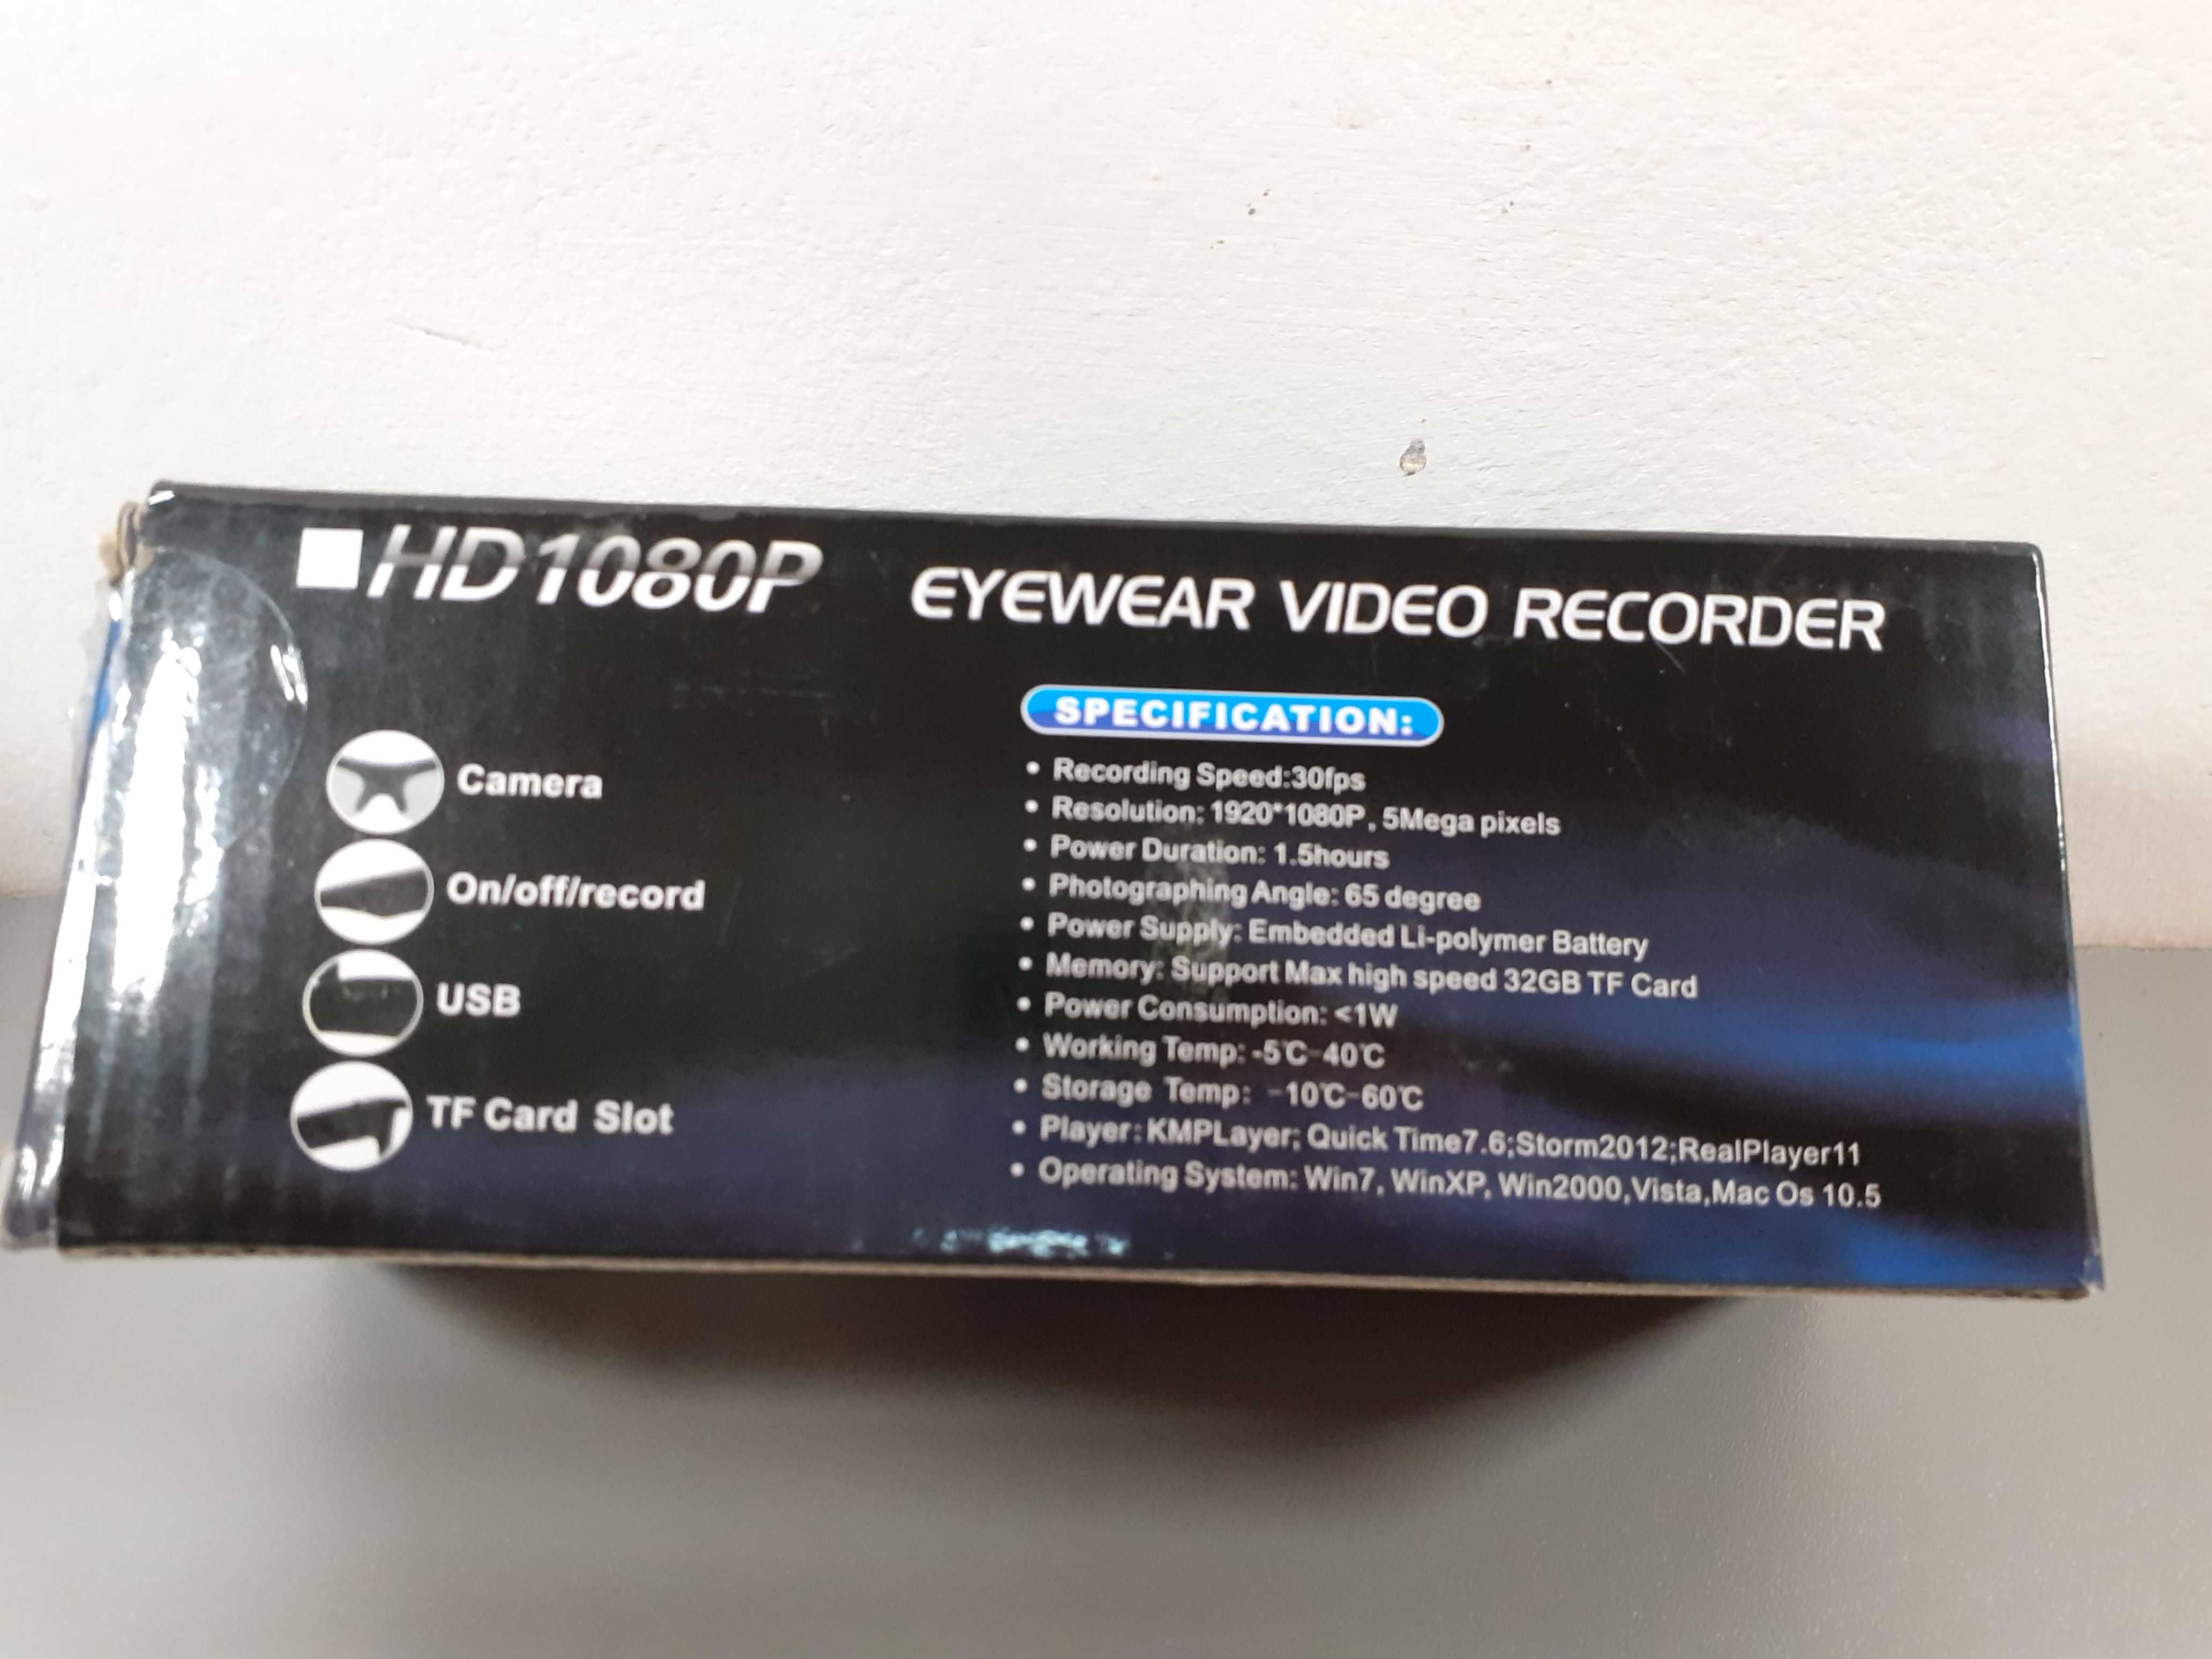 HD1080P EYEWEAR VIDEO RECORDER
Camera
On/off/record
USB
TF Card Slot
SPECIFICATION:
• Recording Speed:30fps
• Resolution: 1920*1080P , 5Mega pixels
• Power Duration: 1.5hours
• Photographing Angle: 65 degree
• Power Supply: Embedded Li-polymer Battery
• Memory: Support Max high speed 32GB TF Card
• Power Consumption: <1W
• Working Temp: -5℃-40℃
• Storage Temp: -10℃-60℃
• Player: KMPLayer; Quick Time7.6;Storm2012;RealPlayer11
• Operating System: Win7, WinXP, Win2000,Vista,Mac Os 10.5